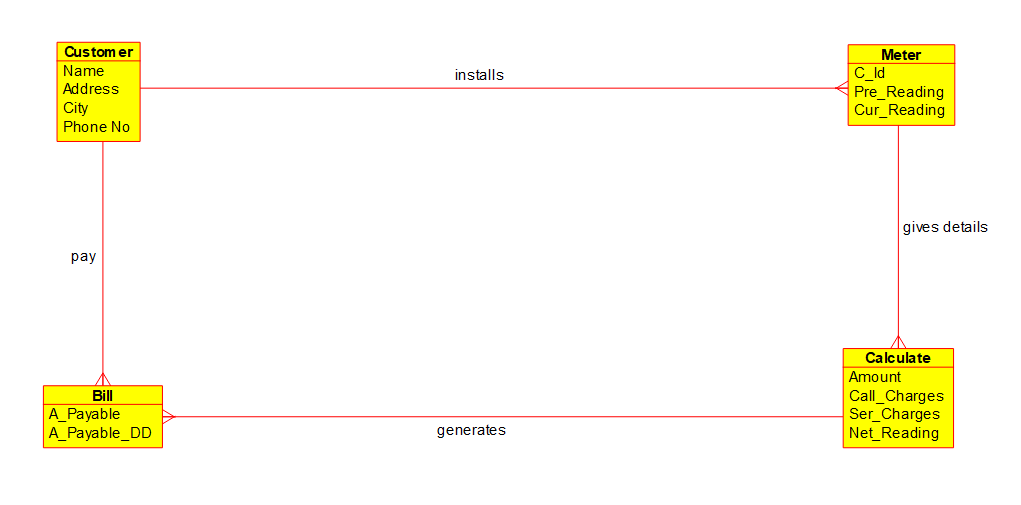 Customer
Name
Address
City
Phone No
installs
Meter
C_Id
Pre_Reading
Cur_Reading
pay
gives details
Bill
A_Payable
A_Payable_DD
generates
Calculate
Amount
Call_Charges
Ser_Charges
Net_Reading